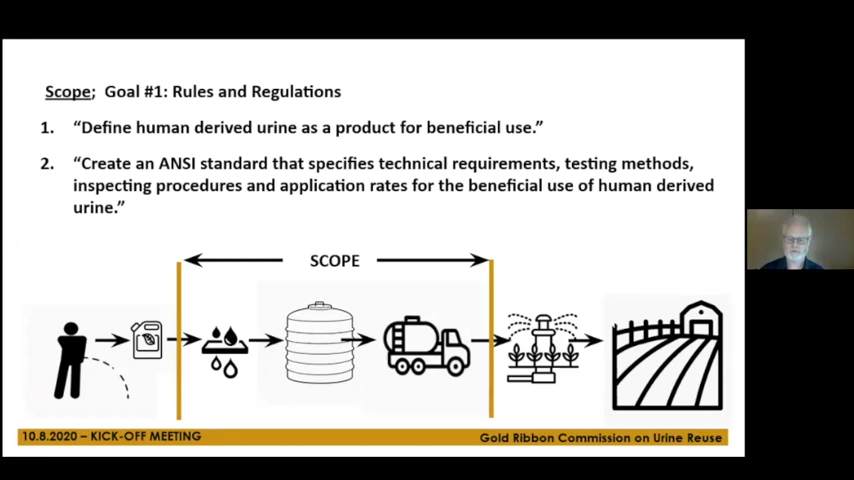 Scope; Goal #1: Rules and Regulations
1. “Define human derived urine as a product for beneficial use.”
2. “Create an ANSI standard that specifies technical requirements, testing methods,
inspecting procedures and application rates for the beneficial use of human derived
urine.”
SCOPE
10.8.2020 – KICK-OFF MEETING
Gold Ribbon Commission on Urine Reuse